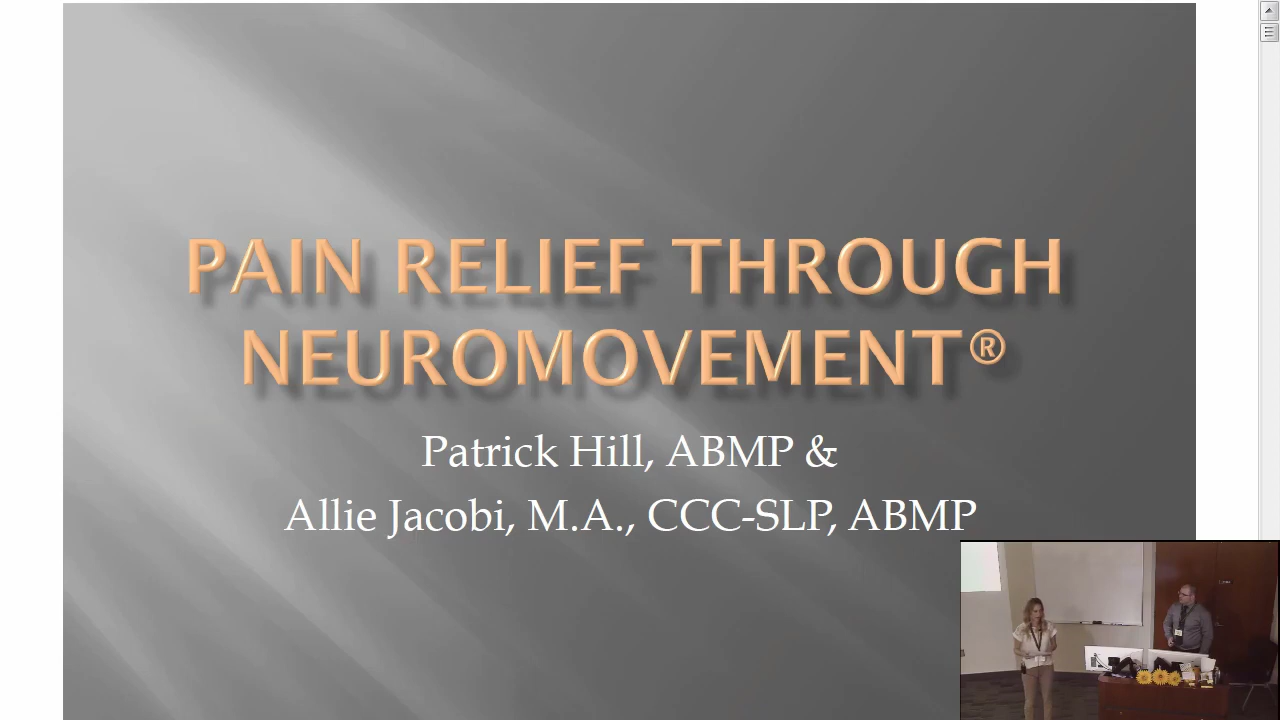 PAIN RELIEF THROUGH
NEUROMOVEMENT®
Patrick Hill, ABMP &
Allie Jacobi, M.A., CCC-SLP, ABMP